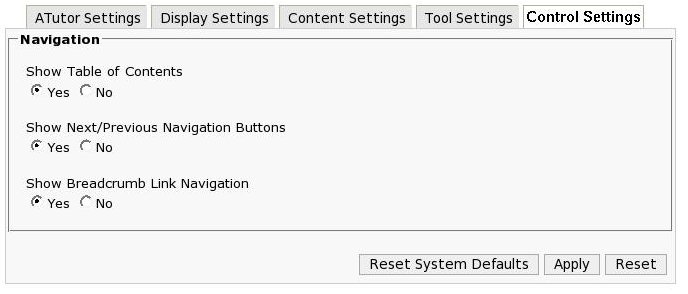 ATutor Settings Display Settings Content Settings Tool Settings Control Settings
Navigation
Show Table of Contents
Yes No
Show Next/Previous Navigation Buttons
Yes No
Show Breadcrumb Link Navigation
Yes No
Reset System Defaults Apply Reset